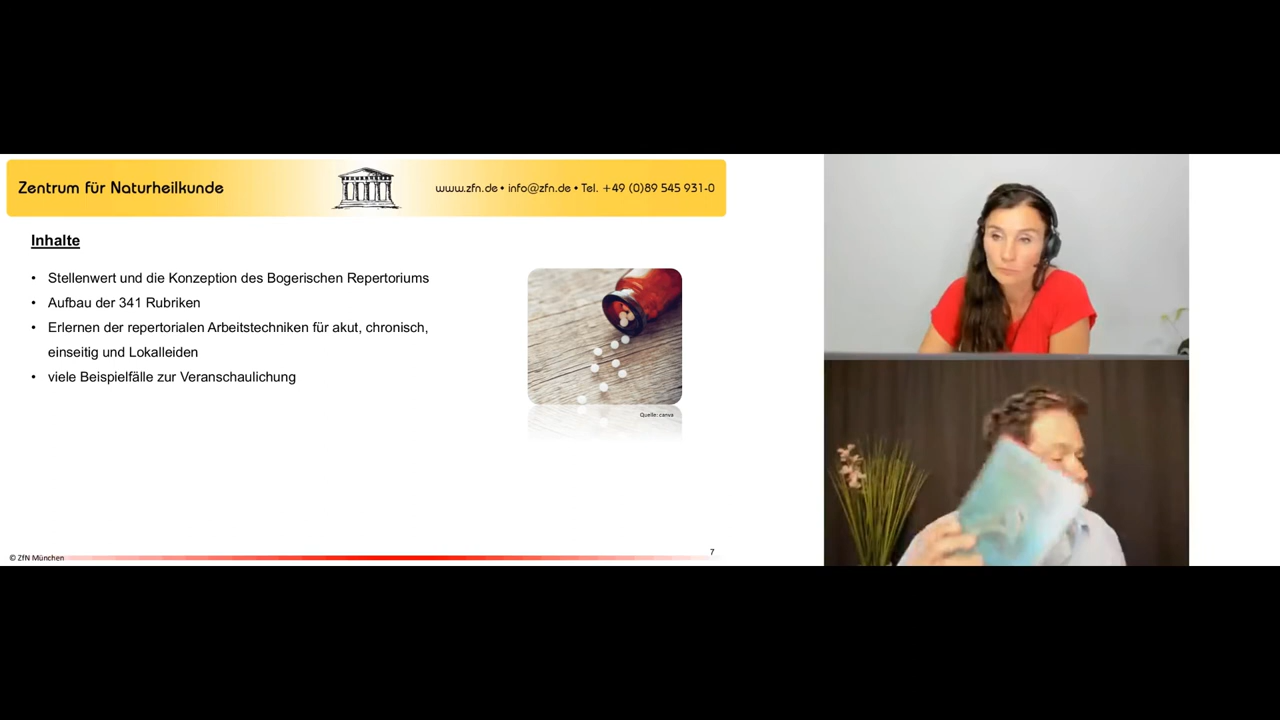 Zentrum für Naturheilkunde
www.zfn.de • info@zfn.de • Tel. +49 (0)89 545 931-0
Inhalte
• Stellenwert und die Konzeption des Bogerischen Repertoriums
• Aufbau der 341 Rubriken
• Erlernen der repertorialen Arbeitstechniken für akut, chronisch,
einseitig und Lokalleiden
• viele Beispielfälle zur Veranschaulichung
Quelle: canva
© ZfN München
7